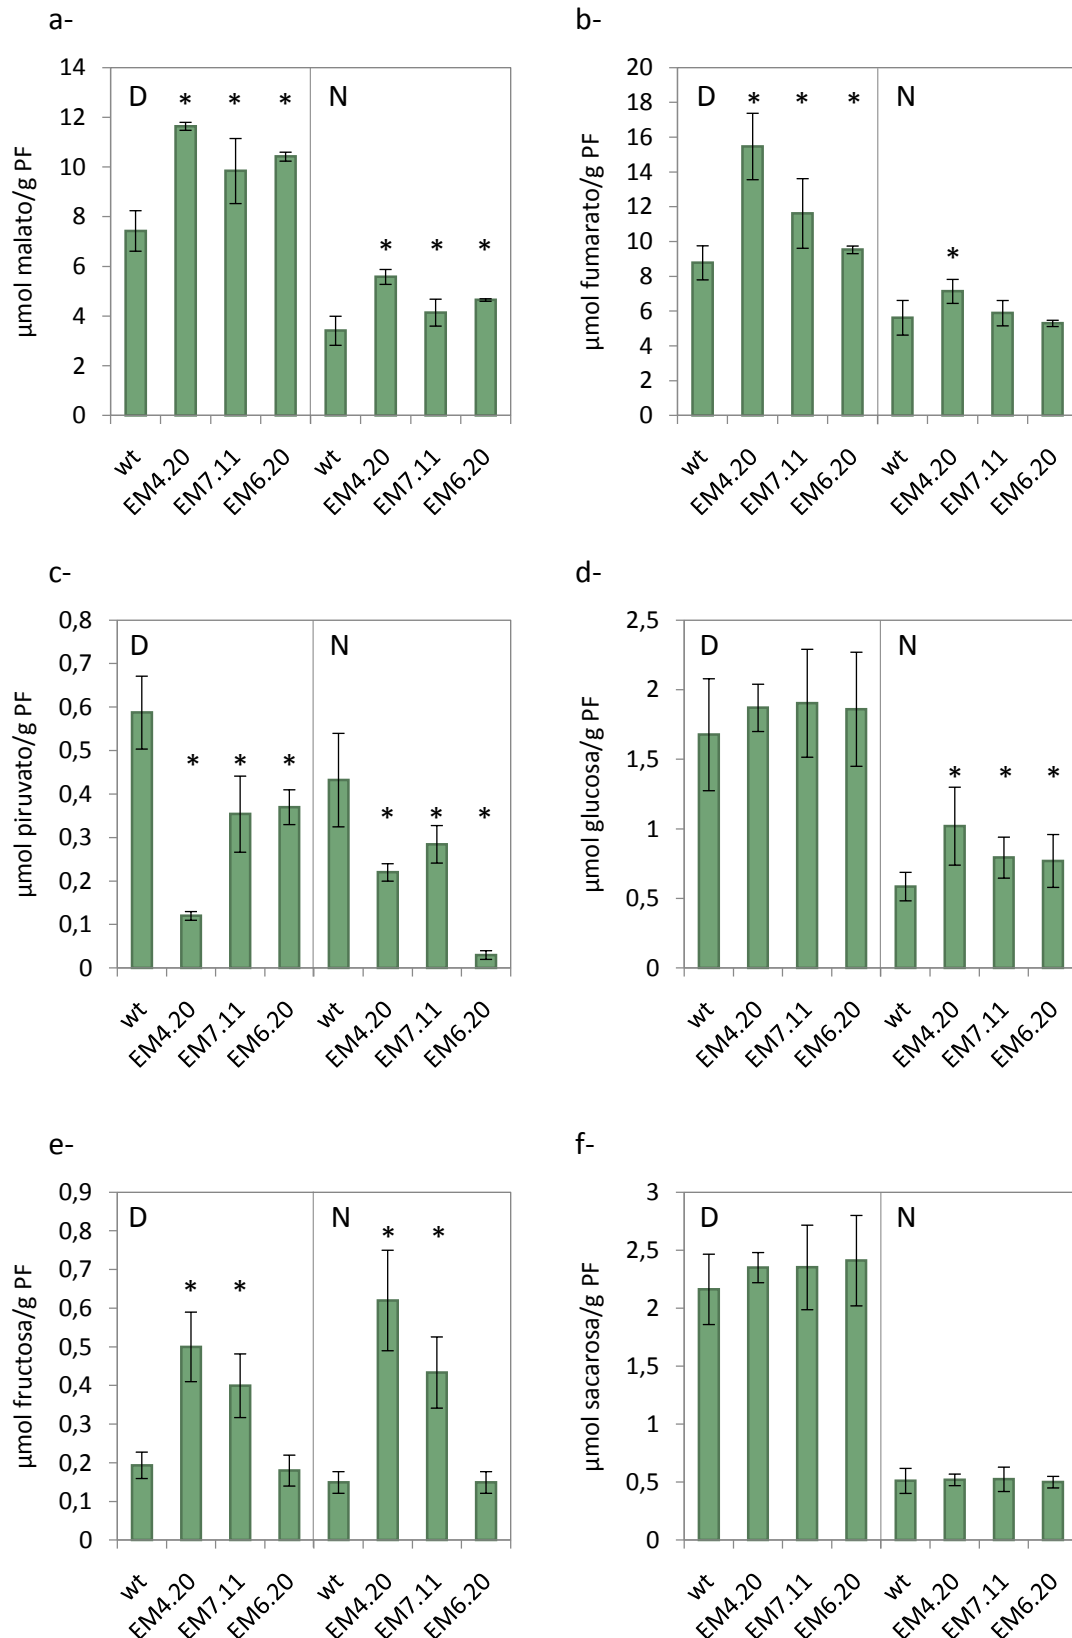 a-
µmol malato/g PF
14
12
10
8
6
4
2
0
D * * *
N
* * *
wt EM4.20 EM7.11 EM6.20 wt EM4.20 EM7.11 EM6.20
b-
µmol fumarato/g PF
20
18
16
14
12
10
8
6
4
2
0
D * * *
N
*
wt EM4.20 EM7.11 EM6.20 wt EM4.20 EM7.11 EM6.20
c-
µmol piruvato/g PF
0,8
0,7
0,6
0,5
0,4
0,3
0,2
0,1
0
D
N
* * *
* * *
wt EM4.20 EM7.11 EM6.20 wt EM4.20 EM7.11 EM6.20
d-
µmol glucosa/g PF
2,5
2
1,5
1
0,5
0
D
N
* * *
wt EM4.20 EM7.11 EM6.20 wt EM4.20 EM7.11 EM6.20
e-
µmol fructosa/g PF
0,9
0,8
0,7
0,6
0,5
0,4
0,3
0,2
0,1
0
D
N
* *
* *
wt EM4.20 EM7.11 EM6.20 wt EM4.20 EM7.11 EM6.20
f-
µmol sacarosa/g PF
3
2,5
2
1,5
1
0,5
0
D
N
wt EM4.20 EM7.11 EM6.20 wt EM4.20 EM7.11 EM6.20